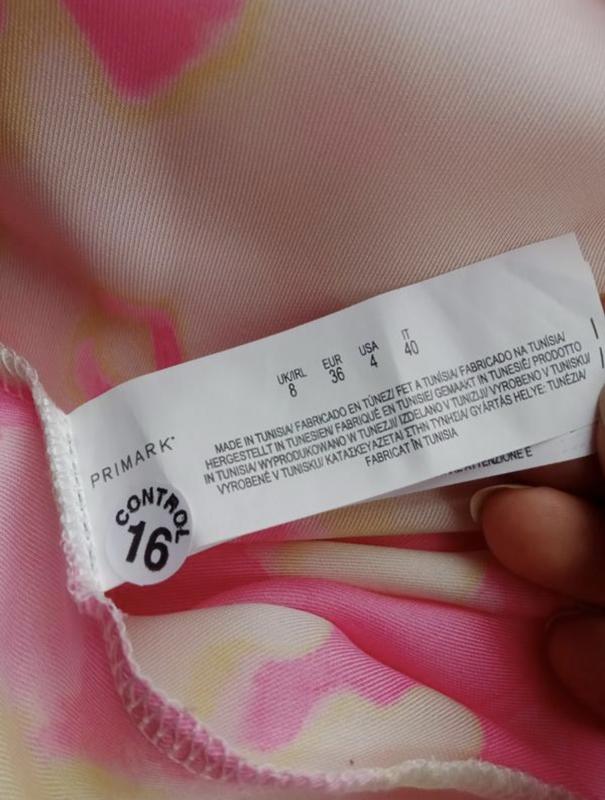 UK/IRL EUR USA IT
8 36 4 40
MADE IN TUNISIA/ FABRICADO EN TÚNEZ/ FET A TUNÍSIA/ FABRICADO NA TUNÍSIA/
HERGESTELLT IN TUNESIEN/ FABRIQUÉ EN TUNISIE/ GEMAAKT IN TUNESIË/ PRODOTTO
IN TUNISIA/ WYPRODUKOWANO W TUNEZJI/ IZDELANO V TUNIZIJI/ VYROBENO V TUNISKU/
VYROBENÉ V TUNISKU/ ΚΑΤΑΣΚΕΥΑΖΕΤΑΙ ΣΤΗΝ ΤΥΝΗΣΙΑ/ GYÁRTÁS HELYE: TUNÉZIA/
FABRICAT ÎN TUNISIA
PRIMARK
CONTROL
16
ATTENZIONE E